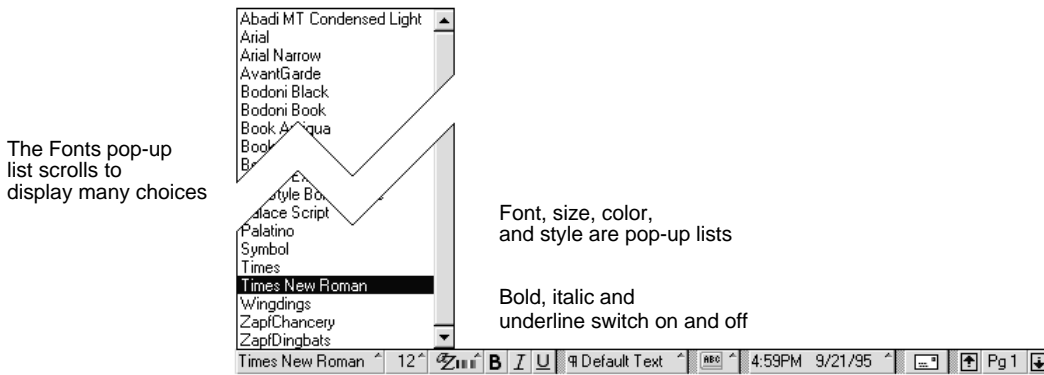 Abadi MT Condensed Light
Arial
Arial Narrow
AvantGarde
Bodoni Black
Bodoni Book
Book
Palace Script
Palatino
Symbol
Times
Times New Roman
Wingdings
ZapfChancery
ZapfDingbats
The Fonts pop-up
list scrolls to
display many choices
Font, size, color,
and style are pop-up lists
Bold, italic and
underline switch on and off
Times New Roman 12 B I U ¶ Default Text ABC 4:59PM 9/21/95 Pg 1